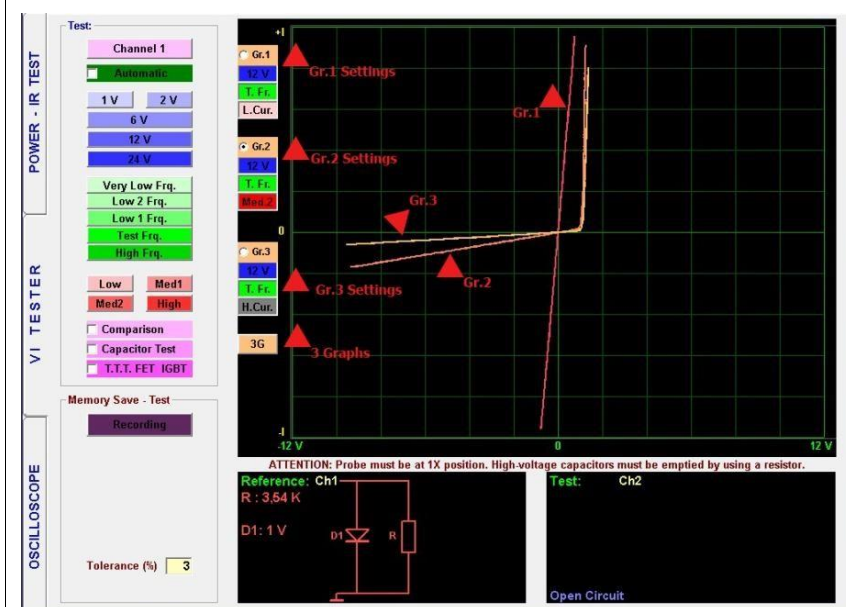 POWER - IR TEST
VI TESTER
OSCILLOSCOPE
Test:
Channel 1
Automatic
1 V
2 V
6 V
12 V
24 V
Very Low Frq.
Low 2 Frq.
Low 1 Frq.
Test Frq.
High Frq.
Low
Med1
Med2
High
Comparison
Capacitor Test
T.T.T. FET IGBT
Memory Save - Test
Recording
Tolerance (%) 3
+I
Gr.1
12 V
T. Fr.
L.Cur.
Gr.1 Settings
Gr.1
Gr.2
12 V
T. Fr.
Med.2
Gr.2 Settings
Gr.3
0
Gr.3
12 V
T. Fr.
H.Cur.
Gr.3 Settings
Gr.2
3G
3 Graphs
-I
-12 V
0
12 V
ATTENTION: Probe must be at 1X position. High-voltage capacitors must be emptied by using a resistor.
Reference: Ch1
R : 3,54 K
D1: 1 V
D1
R
Test: Ch2
Open Circuit